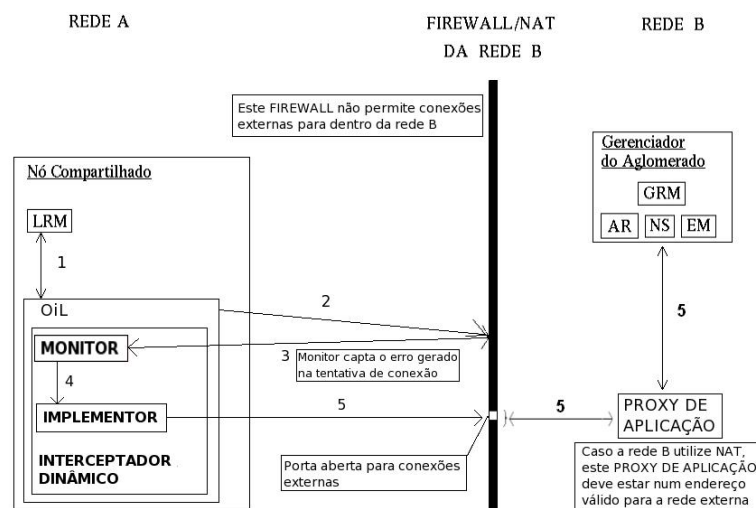 REDE A
FIREWALL/NAT
DA REDE B
REDE B
Este FIREWALL não permite conexões
externas para dentro da rede B
Nó Compartilhado
LRM
1
OiL
MONITOR
4
IMPLEMENTOR
INTERCEPTADOR
DINÂMICO
2
3
Monitor capta o erro gerado
na tentativa de conexão
5
Porta aberta para conexões
externas
Gerenciador
do Aglomerado
GRM
AR
NS
EM
5
5
PROXY DE
APLICAÇÃO
Caso a rede B utilize NAT,
este PROXY DE APLICAÇÃO
deve estar num endereço
válido para a rede externa